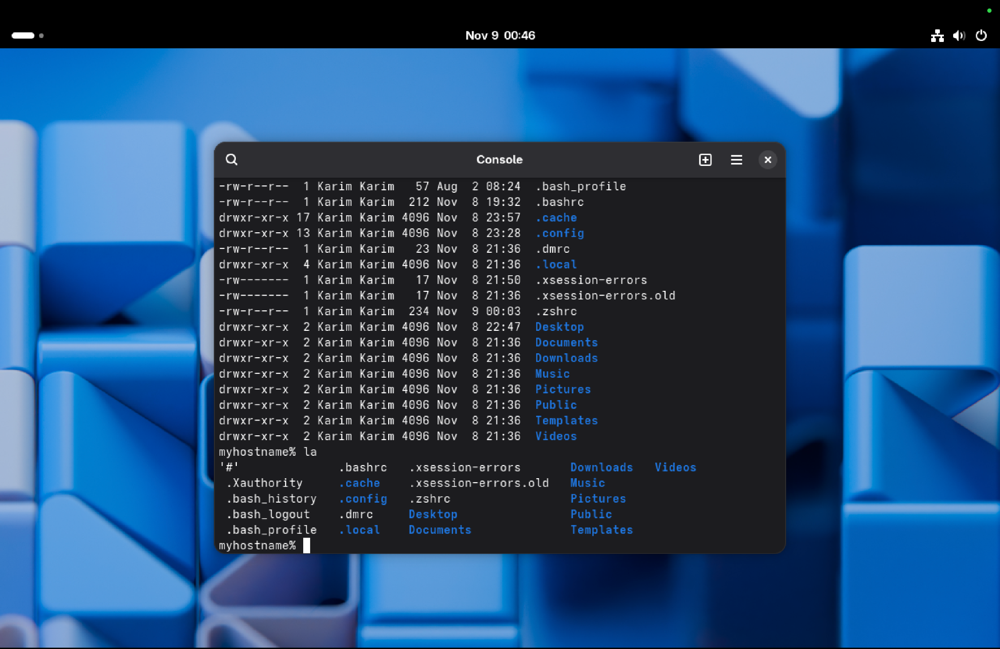 Nov 9 00:46
Console
-rw-r--r--  1 Karim Karim   57 Aug  2 08:24  .bash_profile
-rw-r--r--  1 Karim Karim  212 Nov  8 19:32  .bashrc
drwxr-xr-x 17 Karim Karim 4096 Nov  8 23:57  .cache
drwxr-xr-x 13 Karim Karim 4096 Nov  8 23:28  .config
-rw-r--r--  1 Karim Karim   23 Nov  8 21:36  .dmrc
drwxr-xr-x  4 Karim Karim 4096 Nov  8 21:36  .local
-rw-------  1 Karim Karim   17 Nov  8 21:50  .xsession-errors
-rw-------  1 Karim Karim   17 Nov  8 21:36  .xsession-errors.old
-rw-r--r--  1 Karim Karim  234 Nov  9 00:03  .zshrc
drwxr-xr-x  2 Karim Karim 4096 Nov  8 22:47  Desktop
drwxr-xr-x  2 Karim Karim 4096 Nov  8 21:36  Documents
drwxr-xr-x  2 Karim Karim 4096 Nov  8 21:36  Downloads
drwxr-xr-x  2 Karim Karim 4096 Nov  8 21:36  Music
drwxr-xr-x  2 Karim Karim 4096 Nov  8 21:36  Pictures
drwxr-xr-x  2 Karim Karim 4096 Nov  8 21:36  Public
drwxr-xr-x  2 Karim Karim 4096 Nov  8 21:36  Templates
drwxr-xr-x  2 Karim Karim 4096 Nov  8 21:36  Videos
myhostname% la
'#'              .bashrc   .xsession-errors       Downloads   Videos
 .Xauthority     .cache    .xsession-errors.old   Music
 .bash_history   .config   .zshrc                 Pictures
 .bash_logout    .dmrc     Desktop                Public
 .bash_profile   .local    Documents              Templates
myhostname%